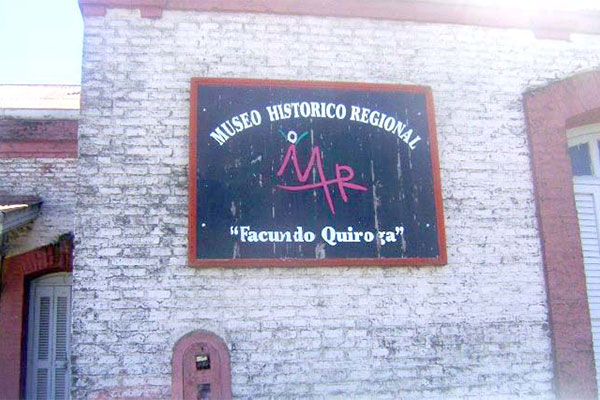 MUSEO HISTORICO REGIONAL
MR
"Facundo Quiroga"